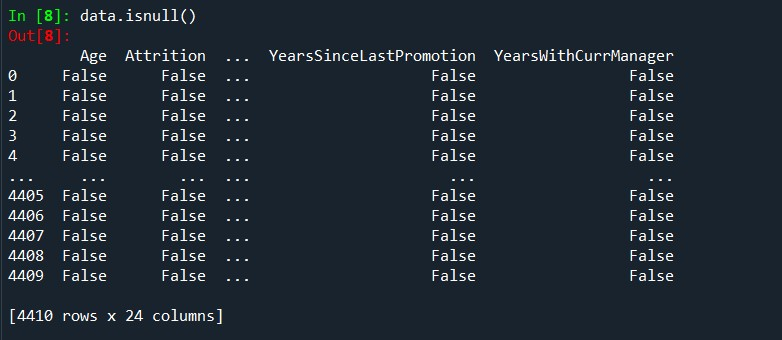 In [8]: data.isnull()
Out[8]:
Age Attrition ... YearsSinceLastPromotion YearsWithCurrManager
0 False False ... False False
1 False False ... False False
2 False False ... False False
3 False False ... False False
4 False False ... False False
... ... ... ... ... ...
4405 False False ... False False
4406 False False ... False False
4407 False False ... False False
4408 False False ... False False
4409 False False ... False False
[4410 rows x 24 columns]